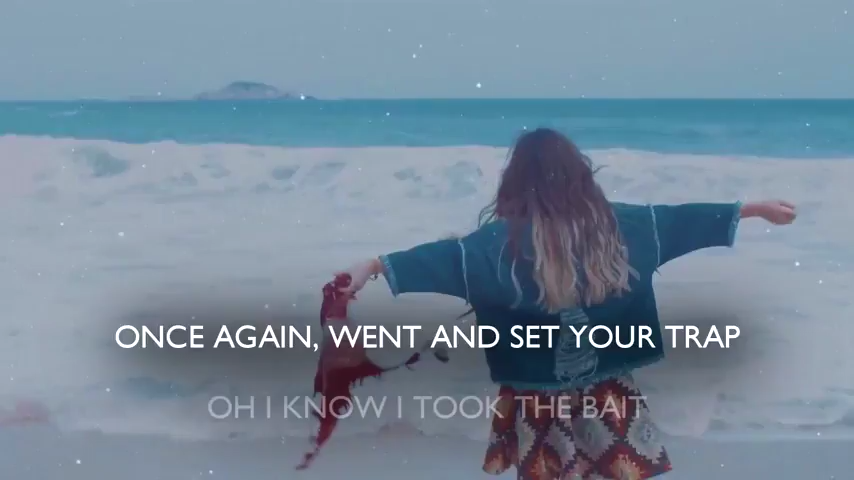 ONCE AGAIN, WENT AND SET YOUR TRAP
OH I KNOW I TOOK THE BAIT